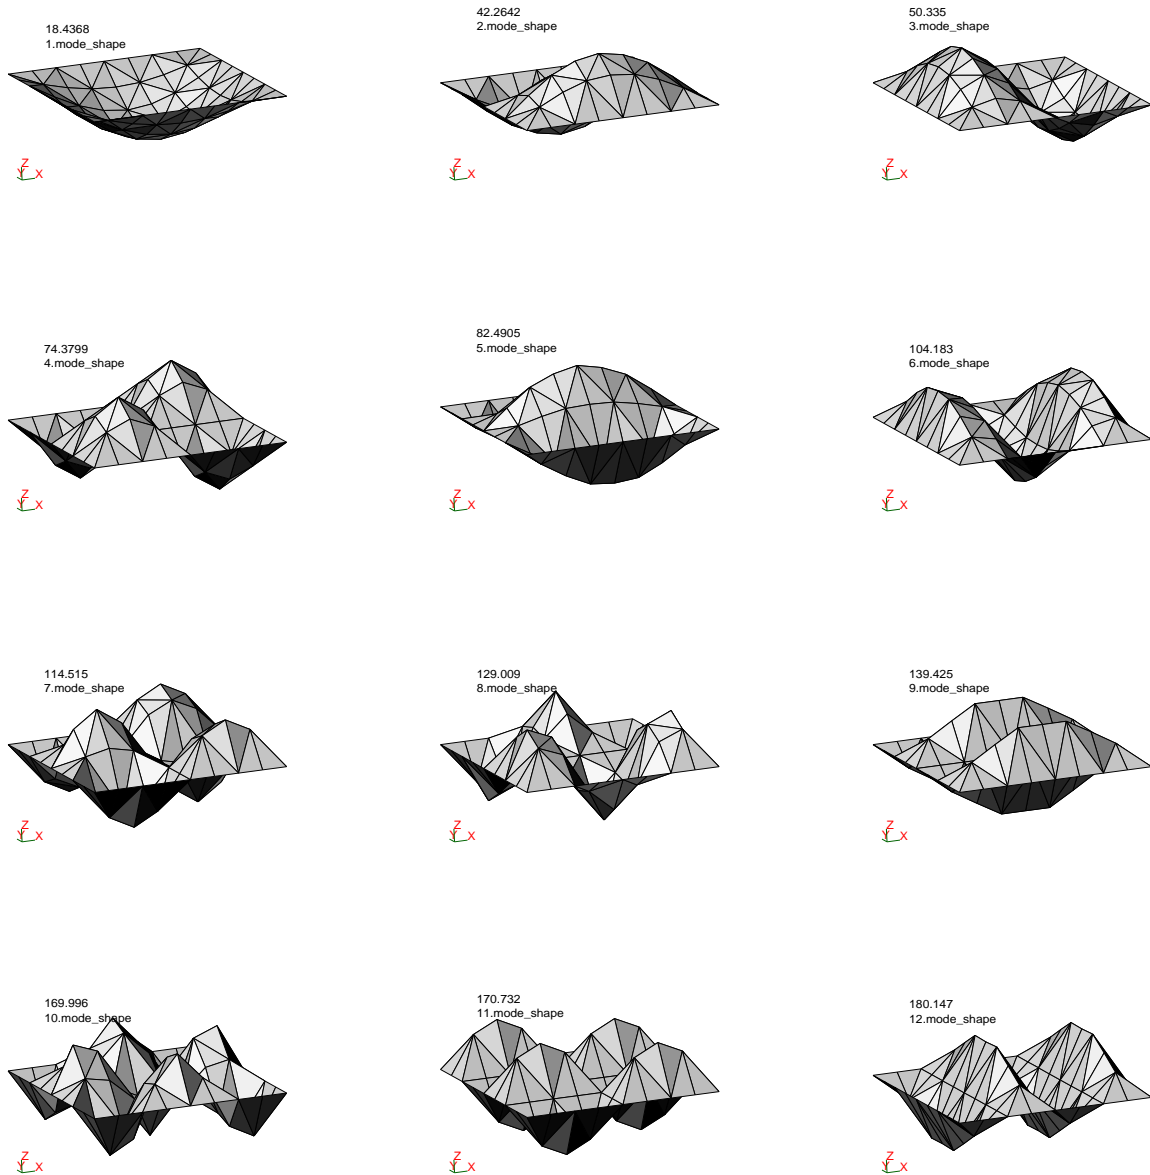 18.4368
1.mode_shape
Z
Y X
42.2642
2.mode_shape
Z
Y X
50.335
3.mode_shape
Z
Y X
74.3799
4.mode_shape
Z
Y X
82.4905
5.mode_shape
Z
Y X
104.183
6.mode_shape
Z
Y X
114.515
7.mode_shape
Z
Y X
129.009
8.mode_shape
Z
Y X
139.425
9.mode_shape
Z
Y X
169.996
10.mode_shape
Z
Y X
170.732
11.mode_shape
Z
Y X
180.147
12.mode_shape
Z
Y X